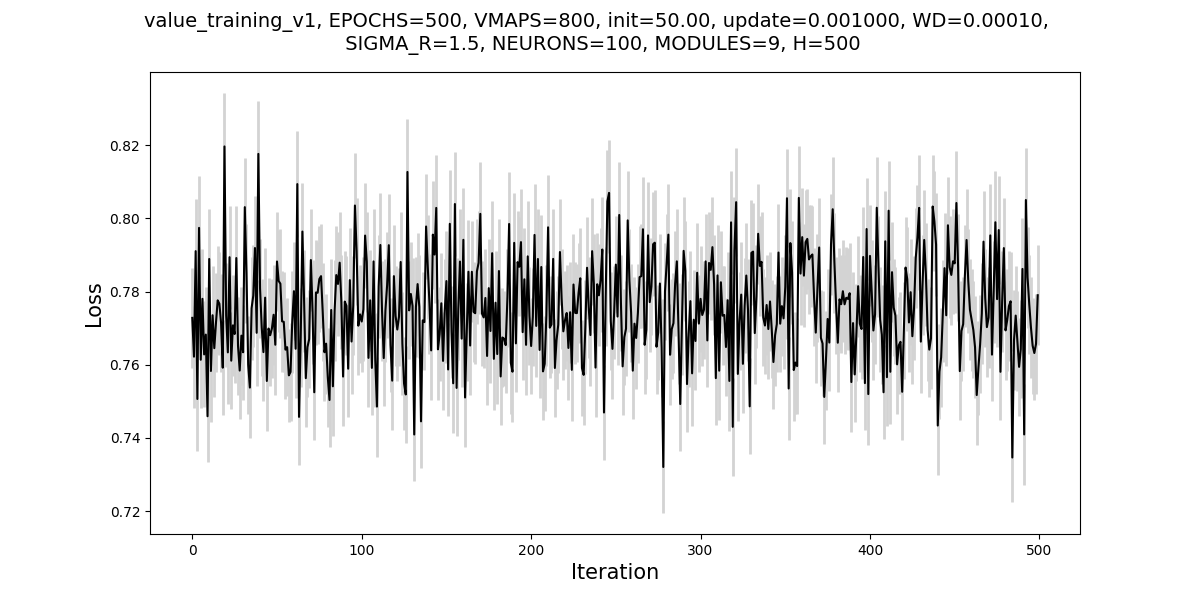 value_training_v1, EPOCHS=500, VMAPS=800, init=50.00, update=0.001000, WD=0.00010,
SIGMA_R=1.5, NEURONS=100, MODULES=9, H=500
0.82
0.80
0.78
0.76
0.74
0.72
Loss
0 100 200 300 400 500
Iteration